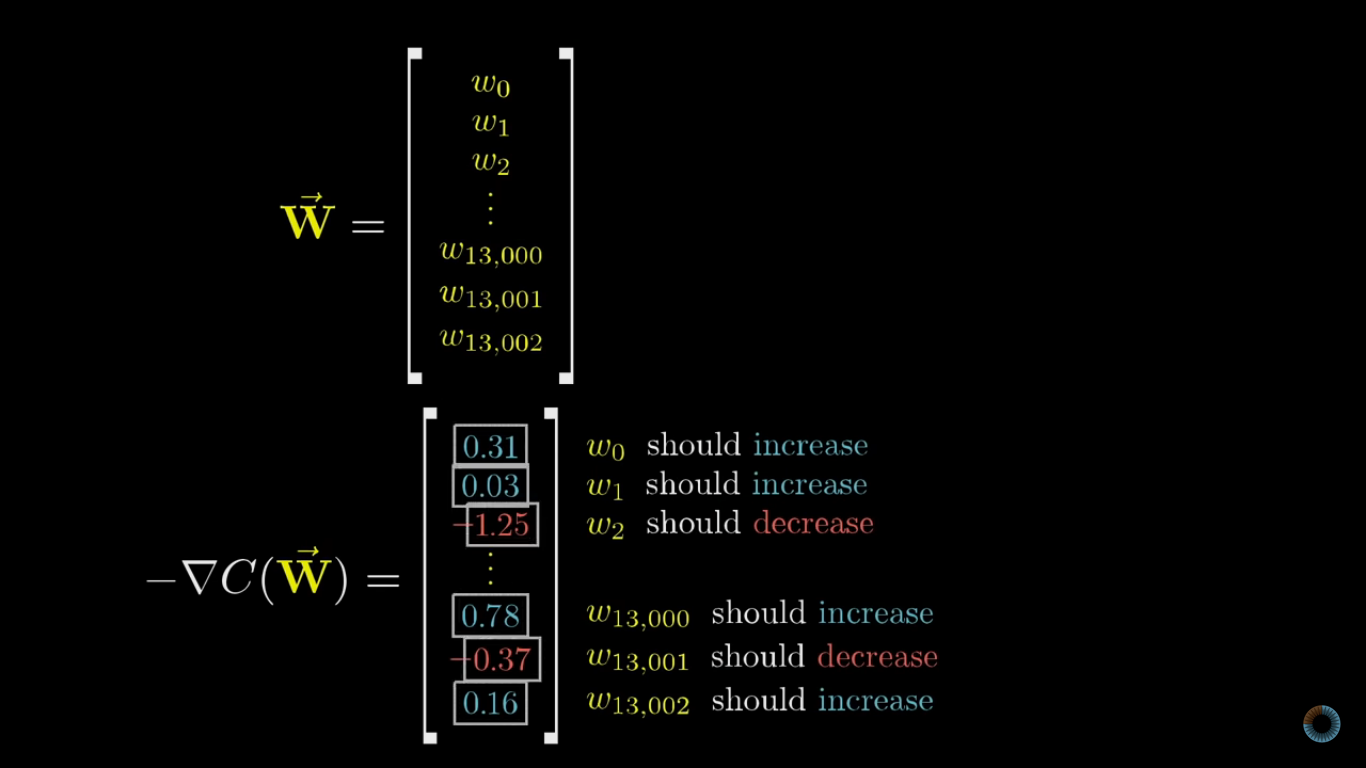 w₀
w₁
w₂
⋮
W⃗ =
w₁₃,₀₀₀
w₁₃,₀₀₁
w₁₃,₀₀₂
0.31 w₀ should increase
0.03 w₁ should increase
−1.25 w₂ should decrease
⋮
−∇C(W⃗) =
0.78 w₁₃,₀₀₀ should increase
−0.37 w₁₃,₀₀₁ should decrease
0.16 w₁₃,₀₀₂ should increase